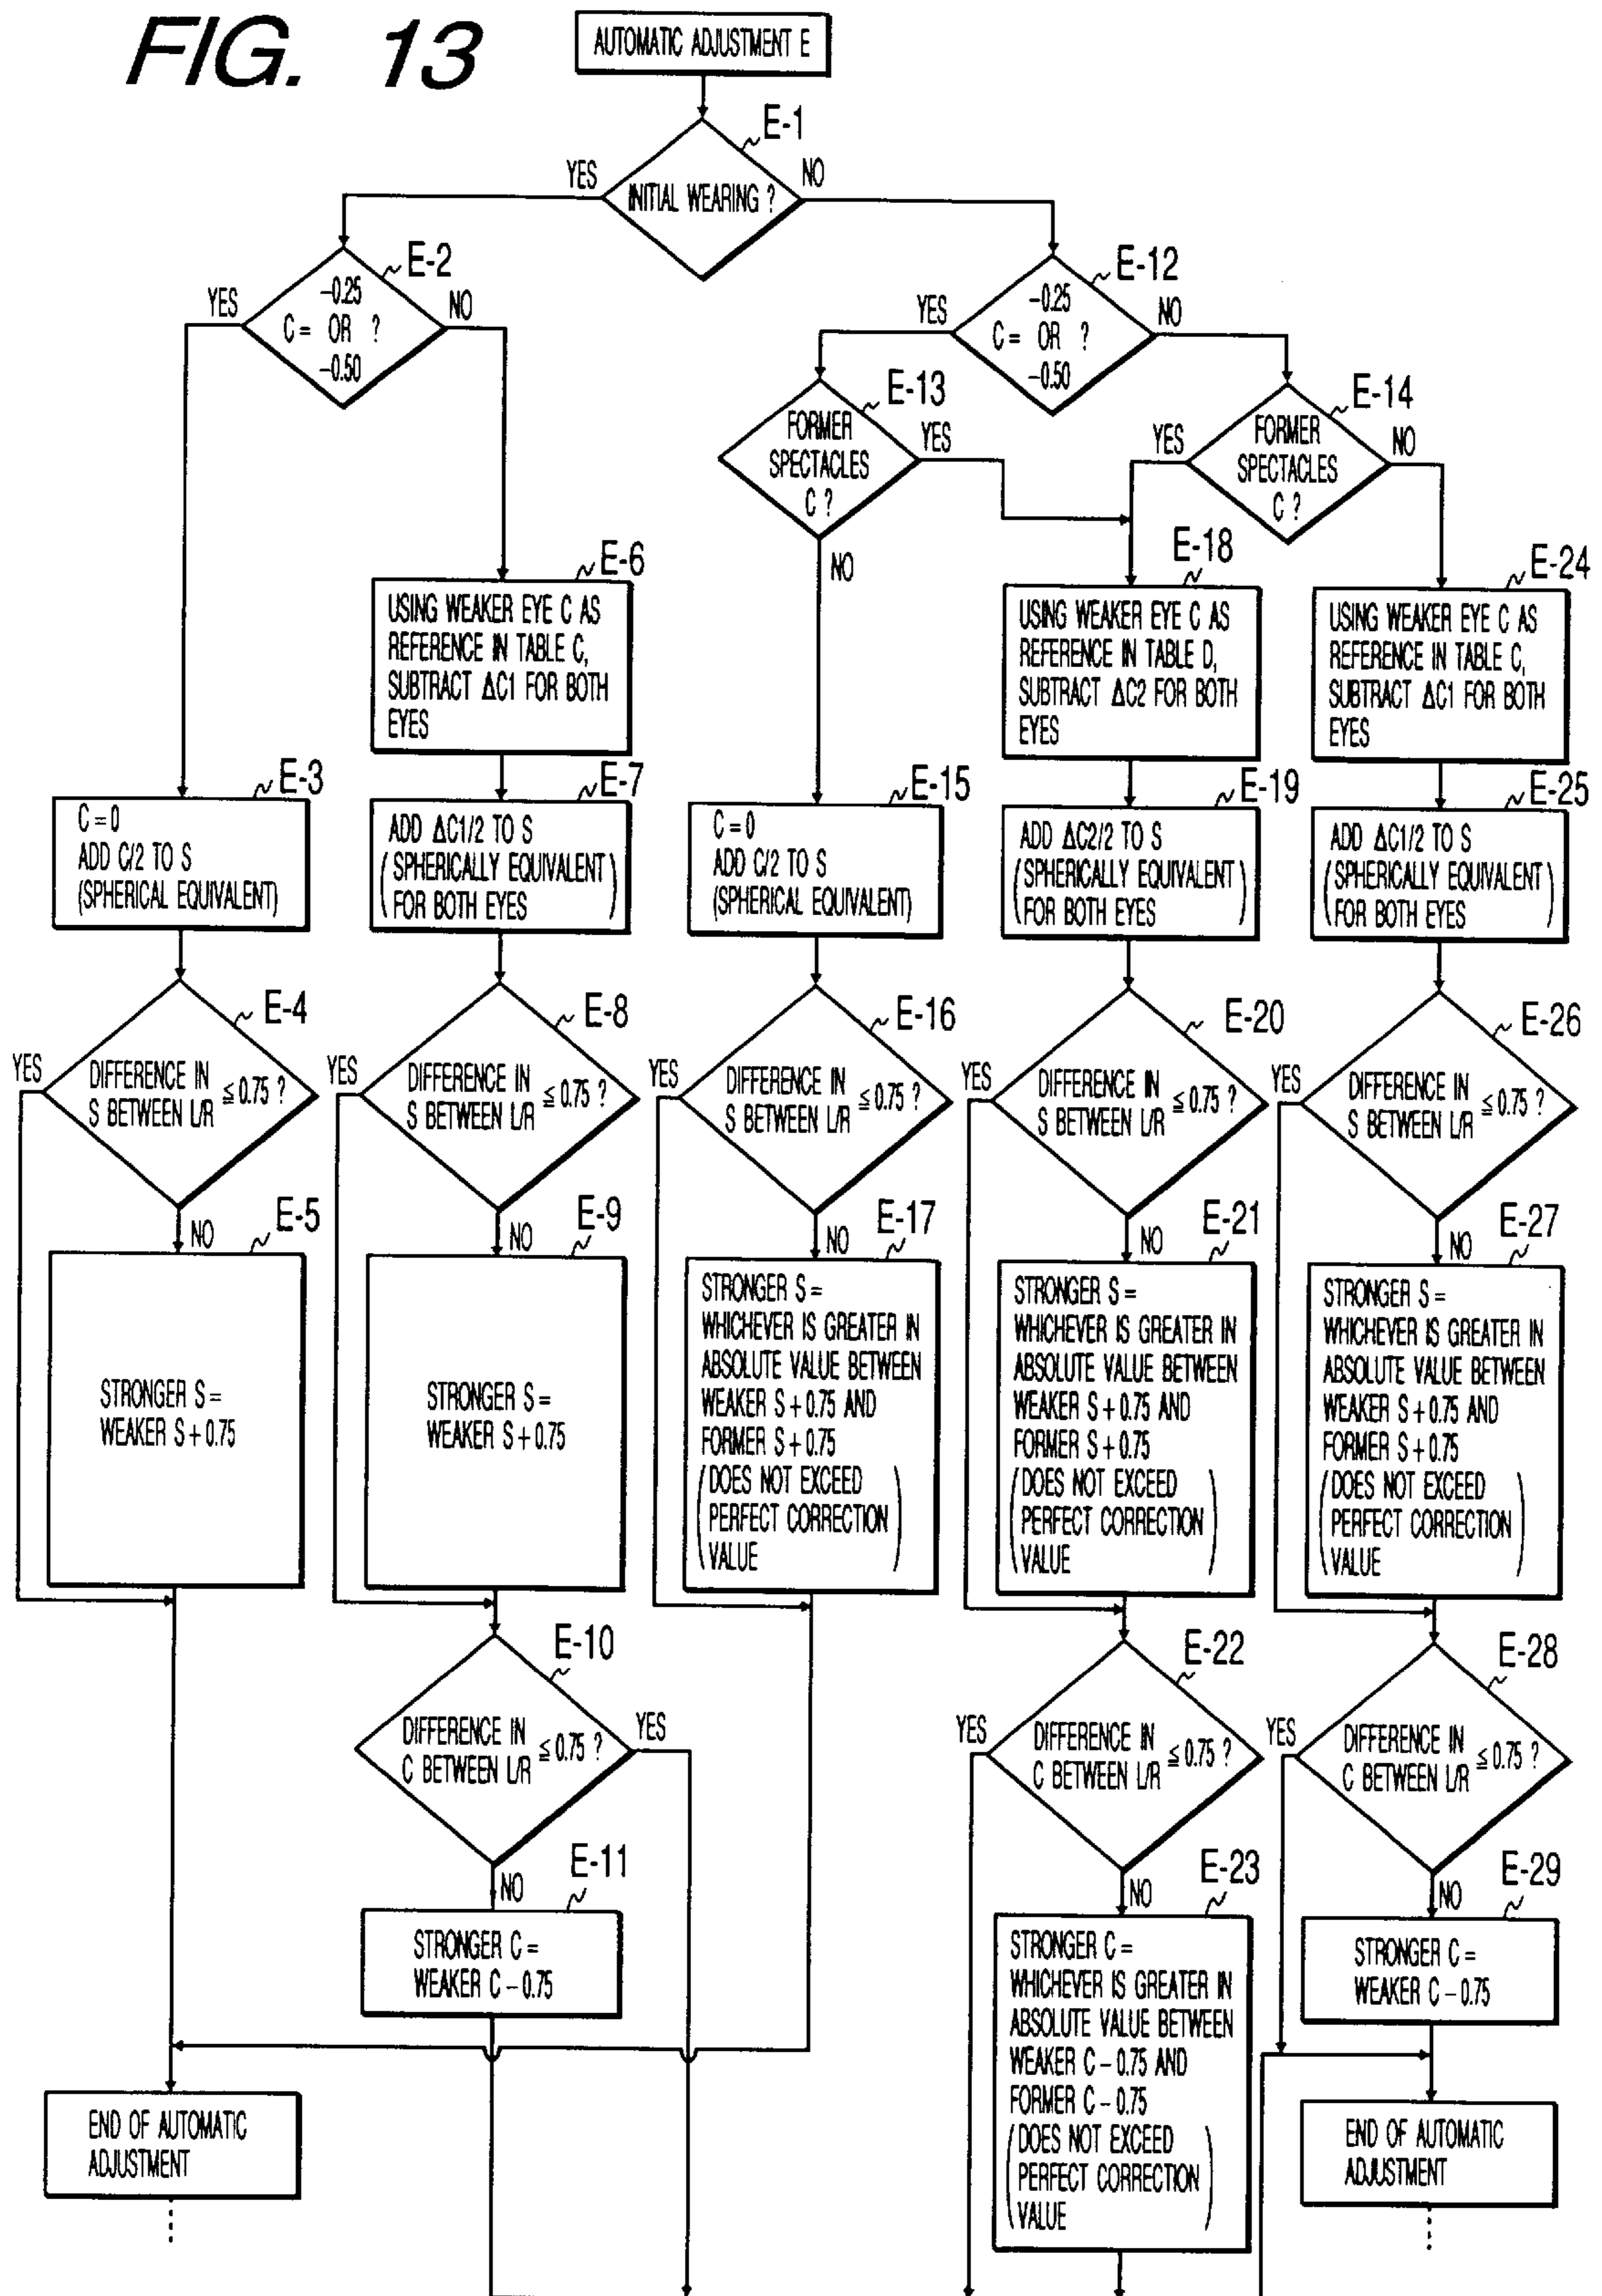 FIG. 13
AUTOMATIC ADJUSTMENT E
E-1
YES
INITIAL WEARING ?
NO
E-2
YES
-0.25
C = OR ?
-0.50
NO
E-12
YES
-0.25
C = OR ?
-0.50
NO
E-13
FORMER
SPECTACLES
C ?
YES
NO
E-14
YES
FORMER
SPECTACLES
C ?
NO
E-6
USING WEAKER EYE C AS
REFERENCE IN TABLE C,
SUBTRACT ΔC1 FOR BOTH
EYES
E-18
USING WEAKER EYE C AS
REFERENCE IN TABLE D,
SUBTRACT ΔC2 FOR BOTH
EYES
E-24
USING WEAKER EYE C AS
REFERENCE IN TABLE C,
SUBTRACT ΔC1 FOR BOTH
EYES
E-3
C = 0
ADD C/2 TO S
(SPHERICAL EQUIVALENT)
E-7
ADD ΔC1/2 TO S
(SPHERICALLY EQUIVALENT
FOR BOTH EYES)
E-15
C = 0
ADD C/2 TO S
(SPHERICAL EQUIVALENT)
E-19
ADD ΔC2/2 TO S
(SPHERICALLY EQUIVALENT
FOR BOTH EYES)
E-25
ADD ΔC1/2 TO S
(SPHERICALLY EQUIVALENT
FOR BOTH EYES)
E-4
YES
DIFFERENCE IN
S BETWEEN L/R ≦ 0.75 ?
NO
E-8
YES
DIFFERENCE IN
S BETWEEN L/R ≦ 0.75 ?
NO
E-16
YES
DIFFERENCE IN
S BETWEEN L/R ≦ 0.75 ?
NO
E-20
YES
DIFFERENCE IN
S BETWEEN L/R ≦ 0.75 ?
NO
E-26
YES
DIFFERENCE IN
S BETWEEN L/R ≦ 0.75 ?
NO
E-5
STRONGER S =
WEAKER S + 0.75
E-9
STRONGER S =
WEAKER S + 0.75
E-17
STRONGER S =
WHICHEVER IS GREATER IN
ABSOLUTE VALUE BETWEEN
WEAKER S + 0.75 AND
FORMER S + 0.75
(DOES NOT EXCEED
PERFECT CORRECTION
VALUE)
E-21
STRONGER S =
WHICHEVER IS GREATER IN
ABSOLUTE VALUE BETWEEN
WEAKER S + 0.75 AND
FORMER S + 0.75
(DOES NOT EXCEED
PERFECT CORRECTION
VALUE)
E-27
STRONGER S =
WHICHEVER IS GREATER IN
ABSOLUTE VALUE BETWEEN
WEAKER S + 0.75 AND
FORMER S + 0.75
(DOES NOT EXCEED
PERFECT CORRECTION
VALUE)
E-10
DIFFERENCE IN
C BETWEEN L/R ≦ 0.75 ?
YES
NO
E-22
YES
DIFFERENCE IN
C BETWEEN L/R ≦ 0.75 ?
NO
E-28
YES
DIFFERENCE IN
C BETWEEN L/R ≦ 0.75 ?
NO
E-11
STRONGER C =
WEAKER C - 0.75
E-23
STRONGER C =
WHICHEVER IS GREATER IN
ABSOLUTE VALUE BETWEEN
WEAKER C - 0.75 AND
FORMER C - 0.75
(DOES NOT EXCEED
PERFECT CORRECTION
VALUE)
E-29
STRONGER C =
WEAKER C - 0.75
END OF AUTOMATIC
ADJUSTMENT
END OF AUTOMATIC
ADJUSTMENT